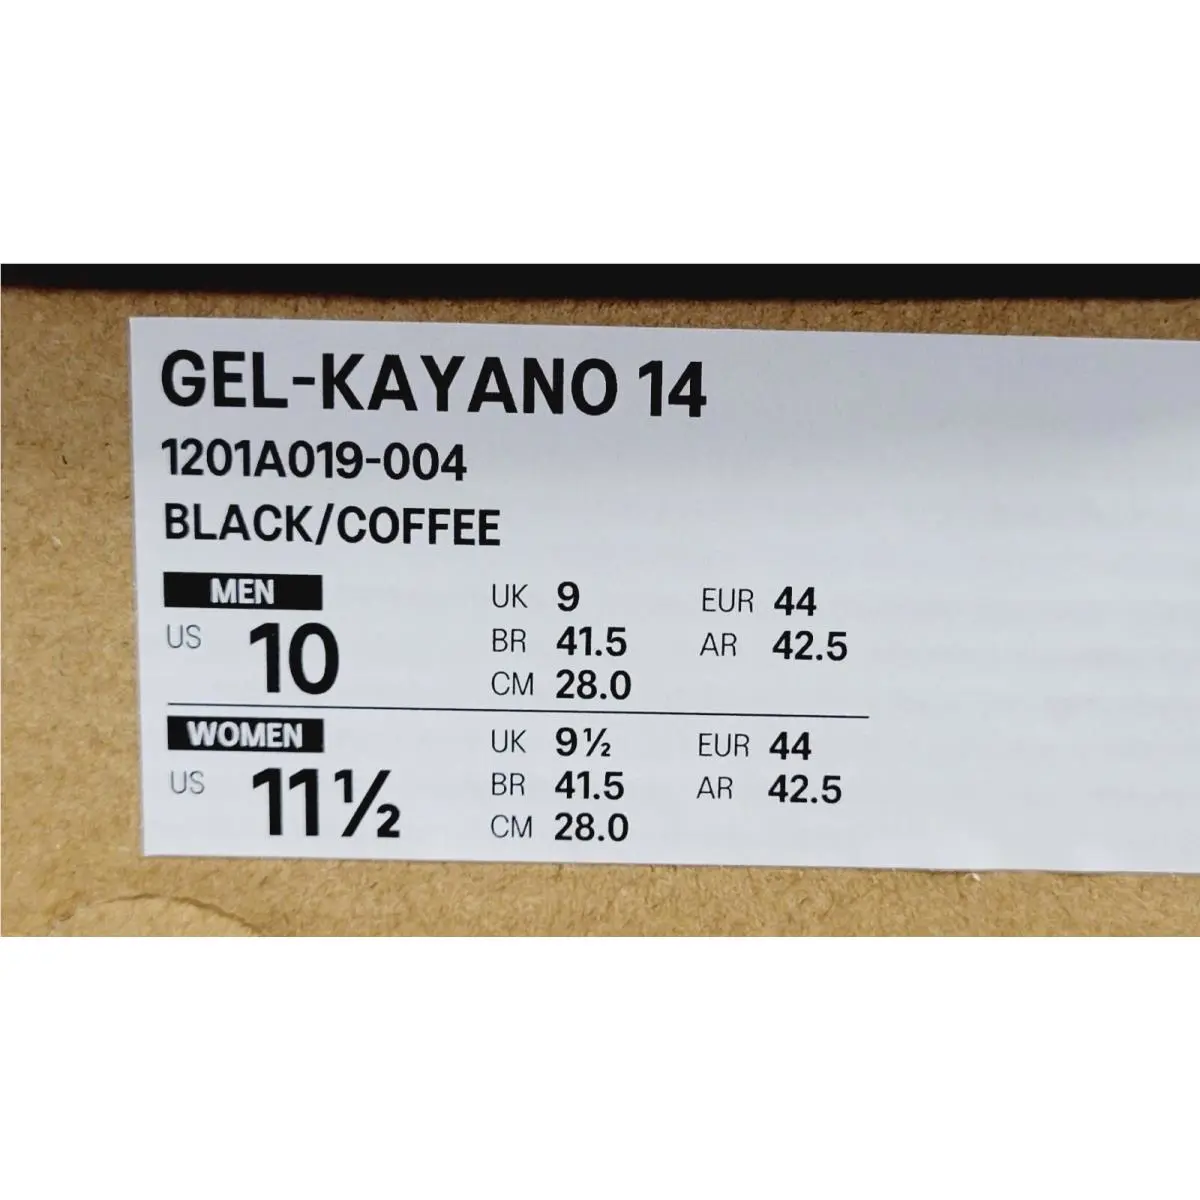 GEL-KAYANO 14
1201A019-004
BLACK/COFFEE
MEN
US 10
UK 9 EUR 44
BR 41.5 AR 42.5
CM 28.0
WOMEN
US 11½
UK 9½ EUR 44
BR 41.5 AR 42.5
CM 28.0